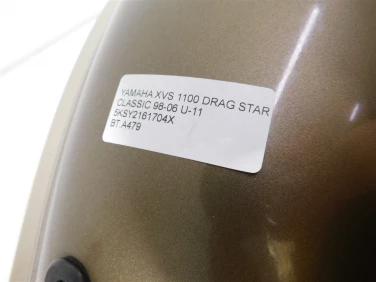 YAMAHA XVS 1100 DRAG STAR
CLASSIC 98-06 U-11
5KSY2161704X
BT.A479